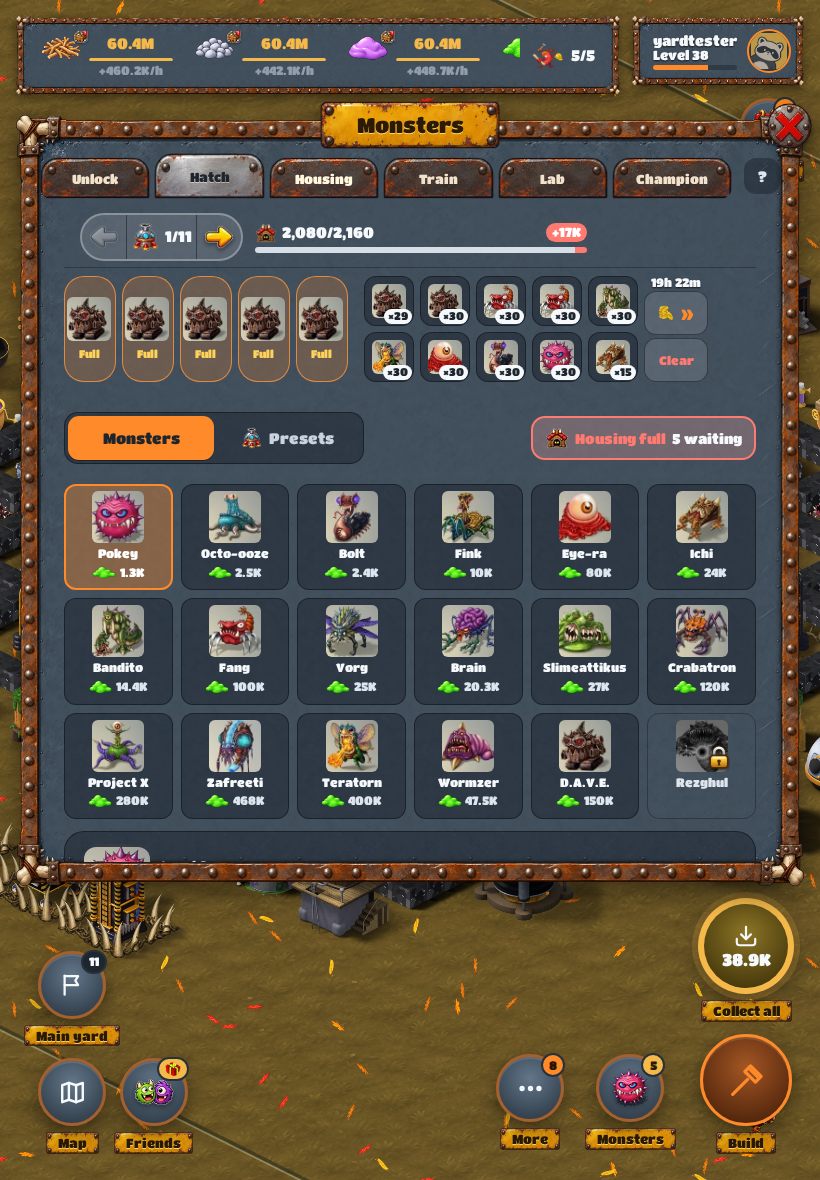 60.4M
+460.2K/h
60.4M
+442.1K/h
60.4M
+448.7K/h
5/5
yardtester
Level 38
Monsters
Unlock
Hatch
Housing
Train
Lab
Champion
?
1/11
2,080/2,160
+17K
Full
Full
Full
Full
Full
×29
×30
×30
×30
×30
19h 22m
×30
×30
×30
×30
×15
Clear
Monsters
Presets
Housing full 5 waiting
Pokey
1.3K
Octo-ooze
2.5K
Bolt
2.4K
Fink
10K
Eye-ra
80K
Ichi
24K
Bandito
14.4K
Fang
100K
Vorg
25K
Brain
20.3K
Slimeattikus
27K
Crabatron
120K
Project X
280K
Zafreeti
468K
Teratorn
400K
Wormzer
47.5K
D.A.V.E.
150K
Rezghul
38.9K
Collect all
11
Main yard
Map
Friends
8
More
5
Monsters
Build